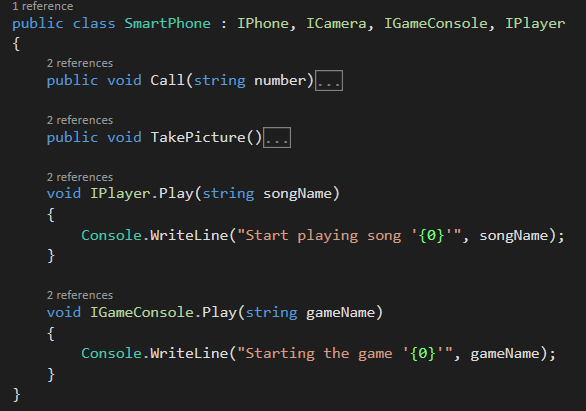 1 reference
public class SmartPhone : IPhone, ICamera, IGameConsole, IPlayer
{
2 references
public void Call(string number)...
2 references
public void TakePicture()...
2 references
void IPlayer.Play(string songName)
{
Console.WriteLine("Start playing song '{0}'", songName);
}
2 references
void IGameConsole.Play(string gameName)
{
Console.WriteLine("Starting the game '{0}'", gameName);
}
}